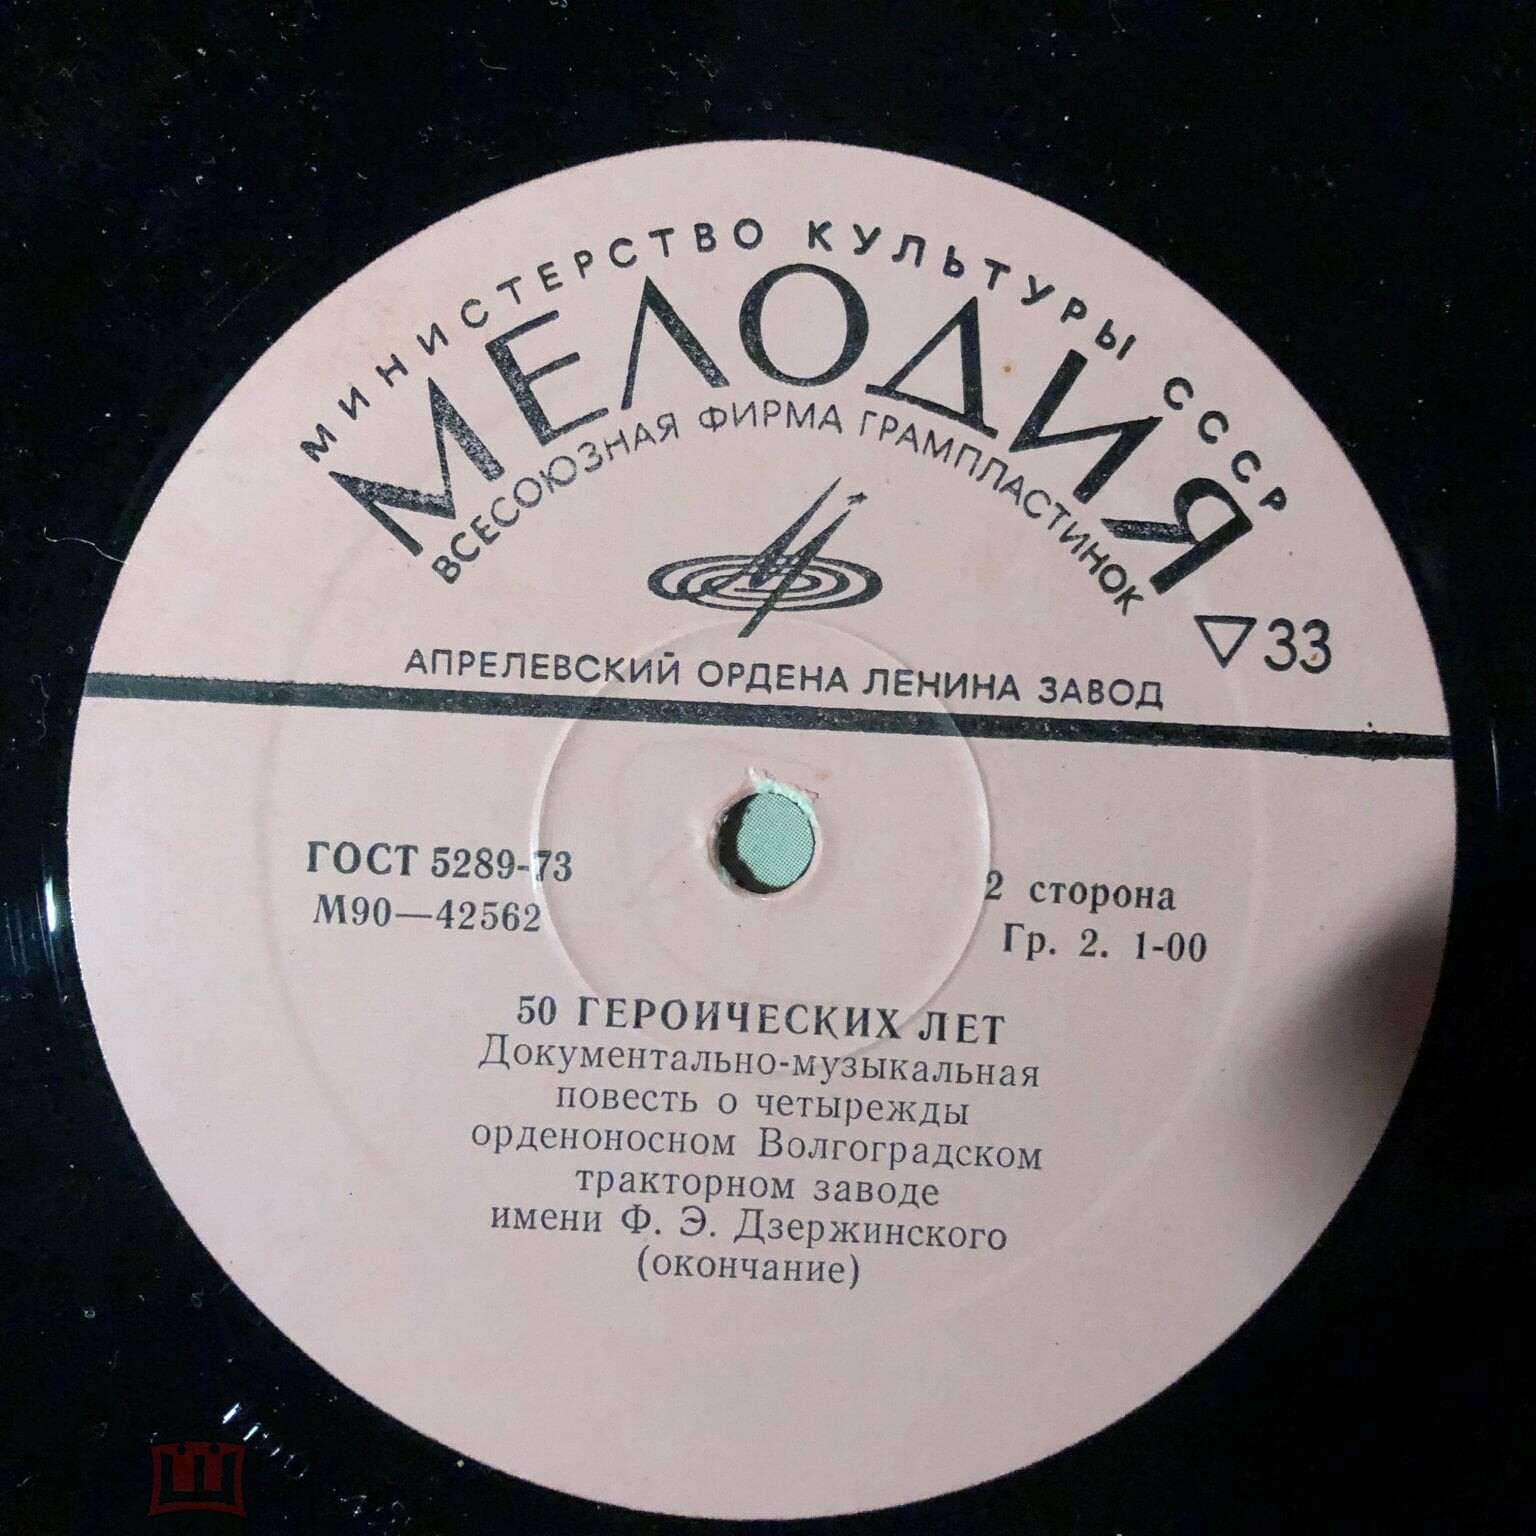 МИНИСТЕРСТВО КУЛЬТУРЫ СССР
МЕЛОДИЯ
ВСЕСОЮЗНАЯ ФИРМА ГРАМПЛАСТИНОК
▽33
АПРЕЛЕВСКИЙ ОРДЕНА ЛЕНИНА ЗАВОД
ГОСТ 5289-73
М90—42562
2 сторона
Гр. 2. 1-00
50 ГЕРОИЧЕСКИХ ЛЕТ
Документально-музыкальная
повесть о четырежды
орденоносном Волгоградском
тракторном заводе
имени Ф. Э. Дзержинского
(окончание)